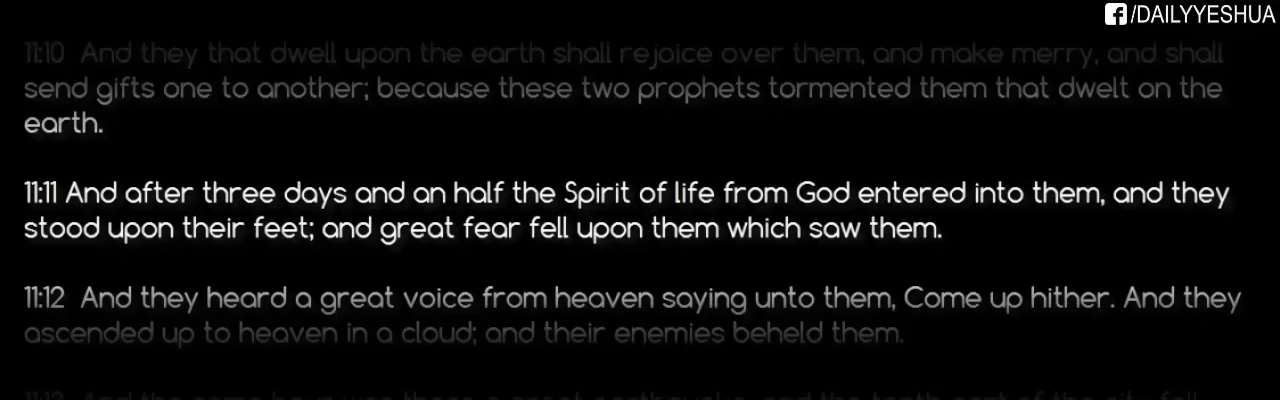 /DAILYYESHUA
11:10 And they that dwell upon the earth shall rejoice over them, and make merry, and shall
send gifts one to another; because these two prophets tormented them that dwelt on the
earth.
11:11 And after three days and an half the Spirit of life from God entered into them, and they
stood upon their feet; and great fear fell upon them which saw them.
11:12 And they heard a great voice from heaven saying unto them, Come up hither. And they
ascended up to heaven in a cloud; and their enemies beheld them.